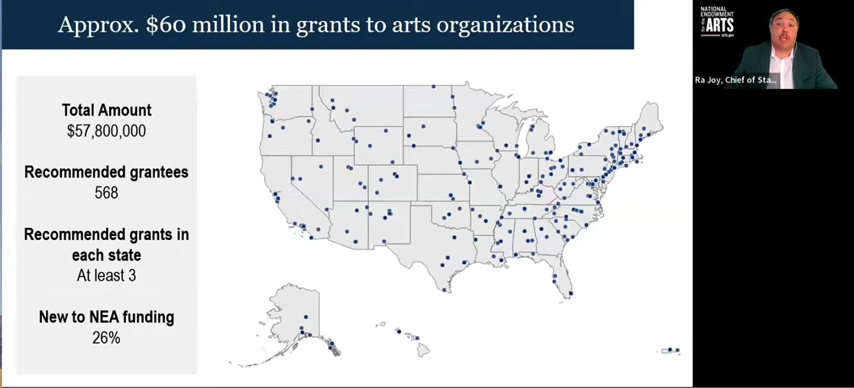 Approx. $60 million in grants to arts organizations
Total Amount
$57,800,000
Recommended grantees
568
Recommended grants in
each state
At least 3
New to NEA funding
26%
NATIONAL
ENDOWMENT
for the
ARTS
arts.gov
Ra Joy, Chief of Sta...